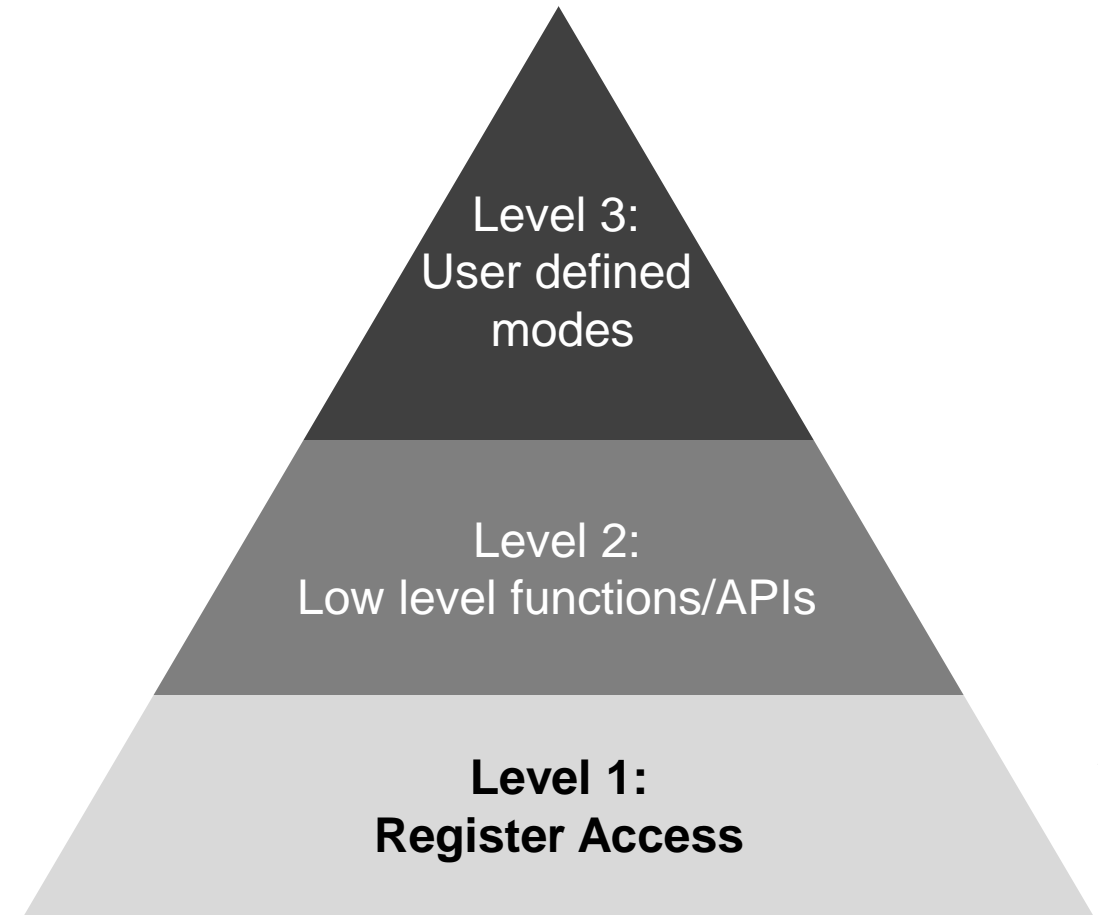 Level 3:
User defined
modes
Level 2:
Low level functions/APIs
Level 1:
Register Access